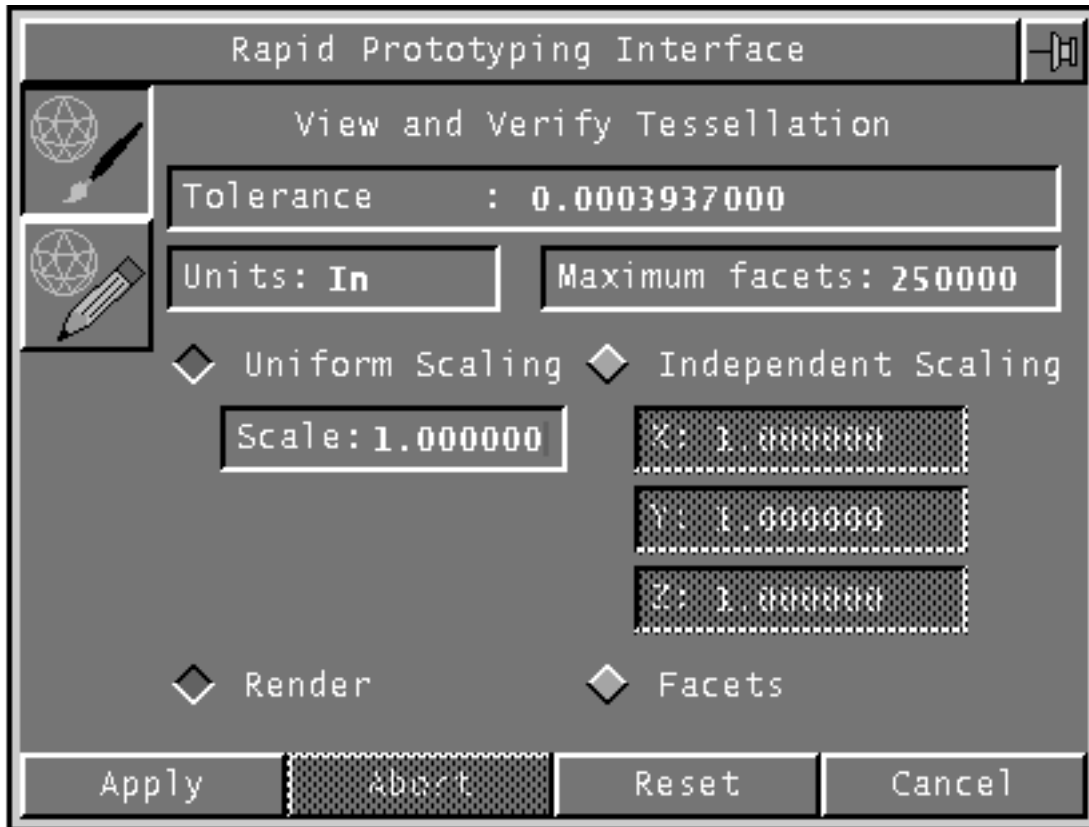 Rapid Prototyping Interface
View and Verify Tessellation
Tolerance : 0.0003937000
Units: In Maximum facets: 250000
Uniform Scaling Independent Scaling
Scale: 1.000000 X: 1.000000
Y: 1.000000
Z: 1.000000
Render Facets
Apply Abort Reset Cancel